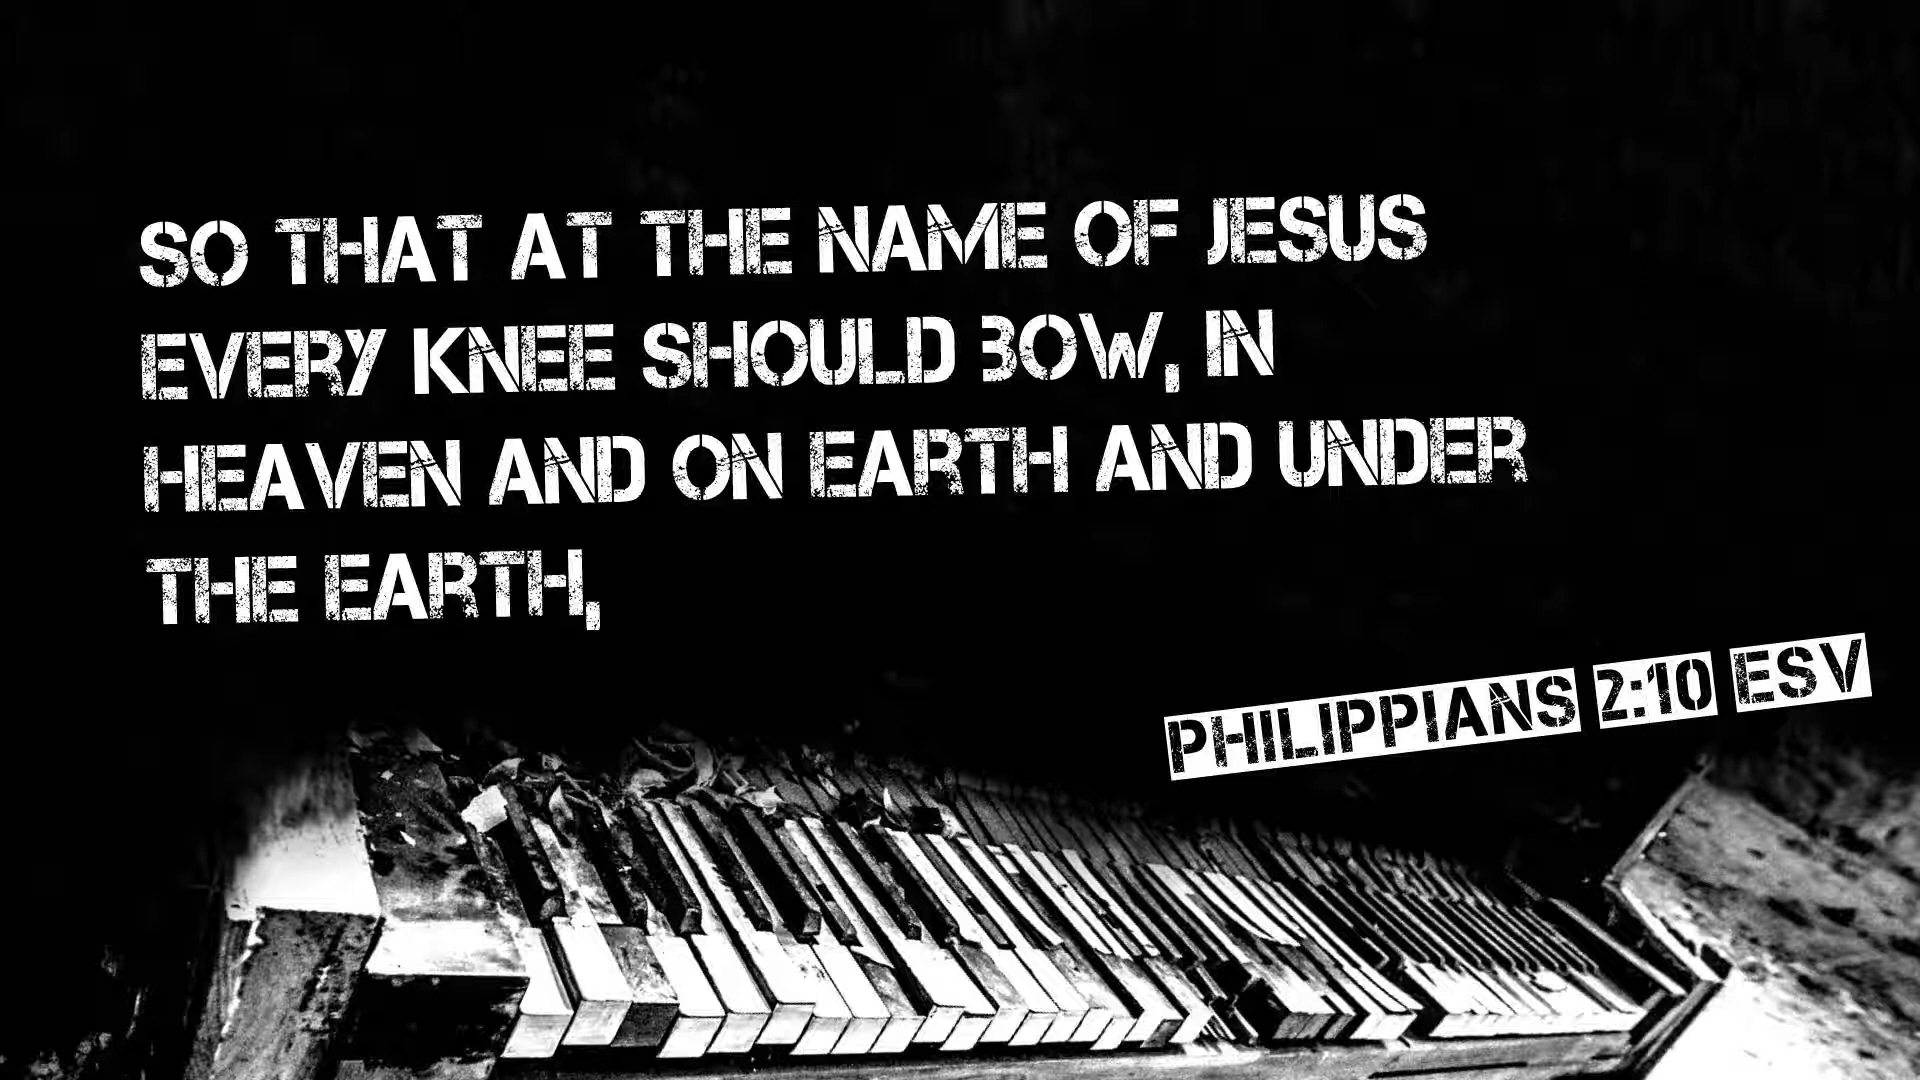 SO THAT AT THE NAME OF JESUS
EVERY KNEE SHOULD BOW, IN
HEAVEN AND ON EARTH AND UNDER
THE EARTH,
PHILIPPIANS 2:10 ESV